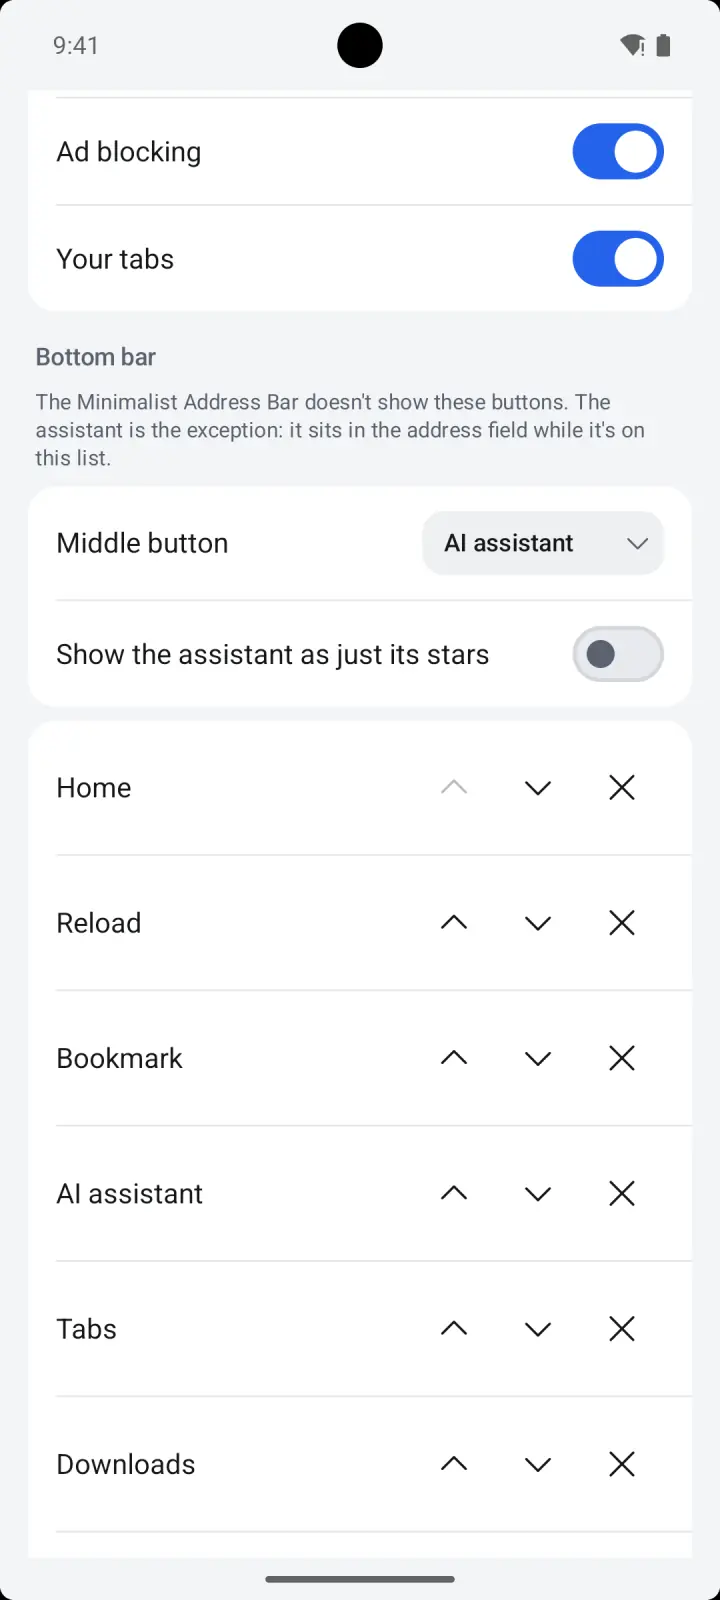 9:41
Ad blocking
Your tabs
Bottom bar
The Minimalist Address Bar doesn't show these buttons. The
assistant is the exception: it sits in the address field while it's on
this list.
Middle button AI assistant
Show the assistant as just its stars
Home
Reload
Bookmark
AI assistant
Tabs
Downloads